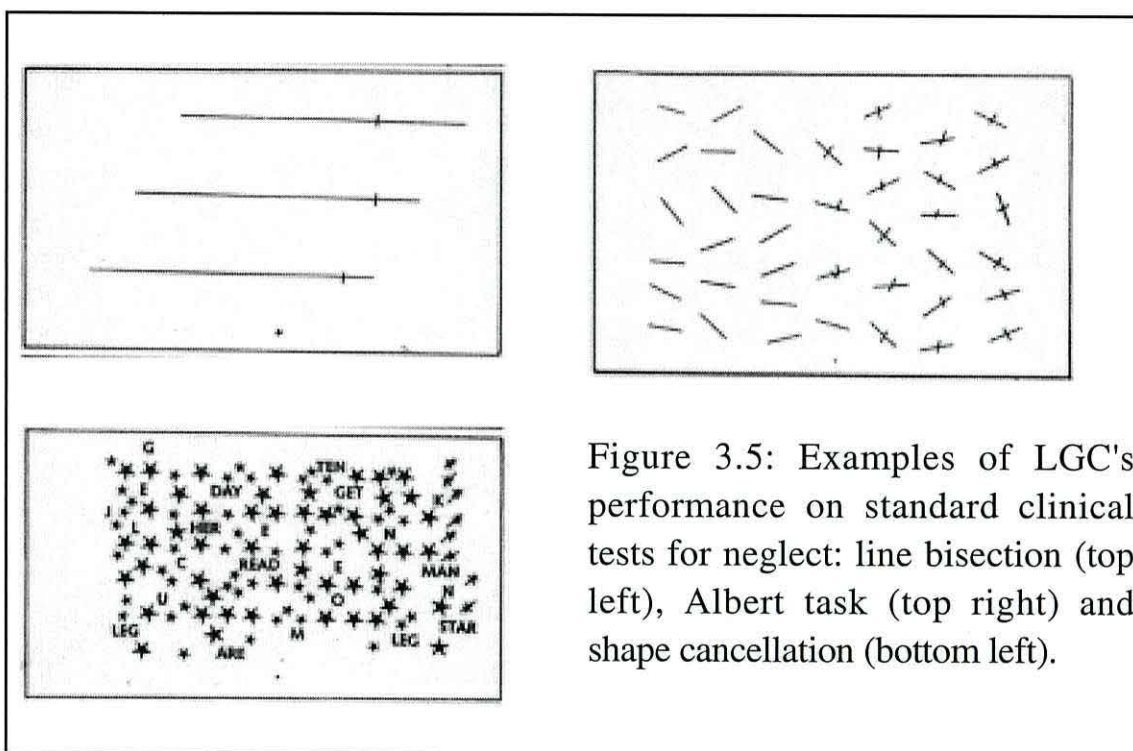 G
TEN
E
DAY
GET
K
I
L
HER
E
N
C
READ
E
MAN
U
O
N
LEG
M
LEG
STAR
ARE
Figure 3.5: Examples of LGC's
performance on standard clinical
tests for neglect: line bisection (top
left), Albert task (top right) and
shape cancellation (bottom left).